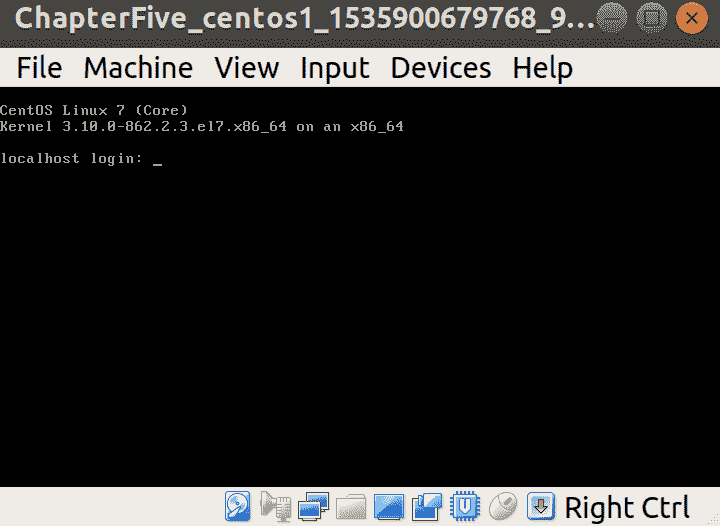 ChapterFive_centos1_1535900679768_9...
File Machine View Input Devices Help
CentOS Linux 7 (Core)
Kernel 3.10.0-862.2.3.el7.x86_64 on an x86_64
localhost login: _
Right Ctrl